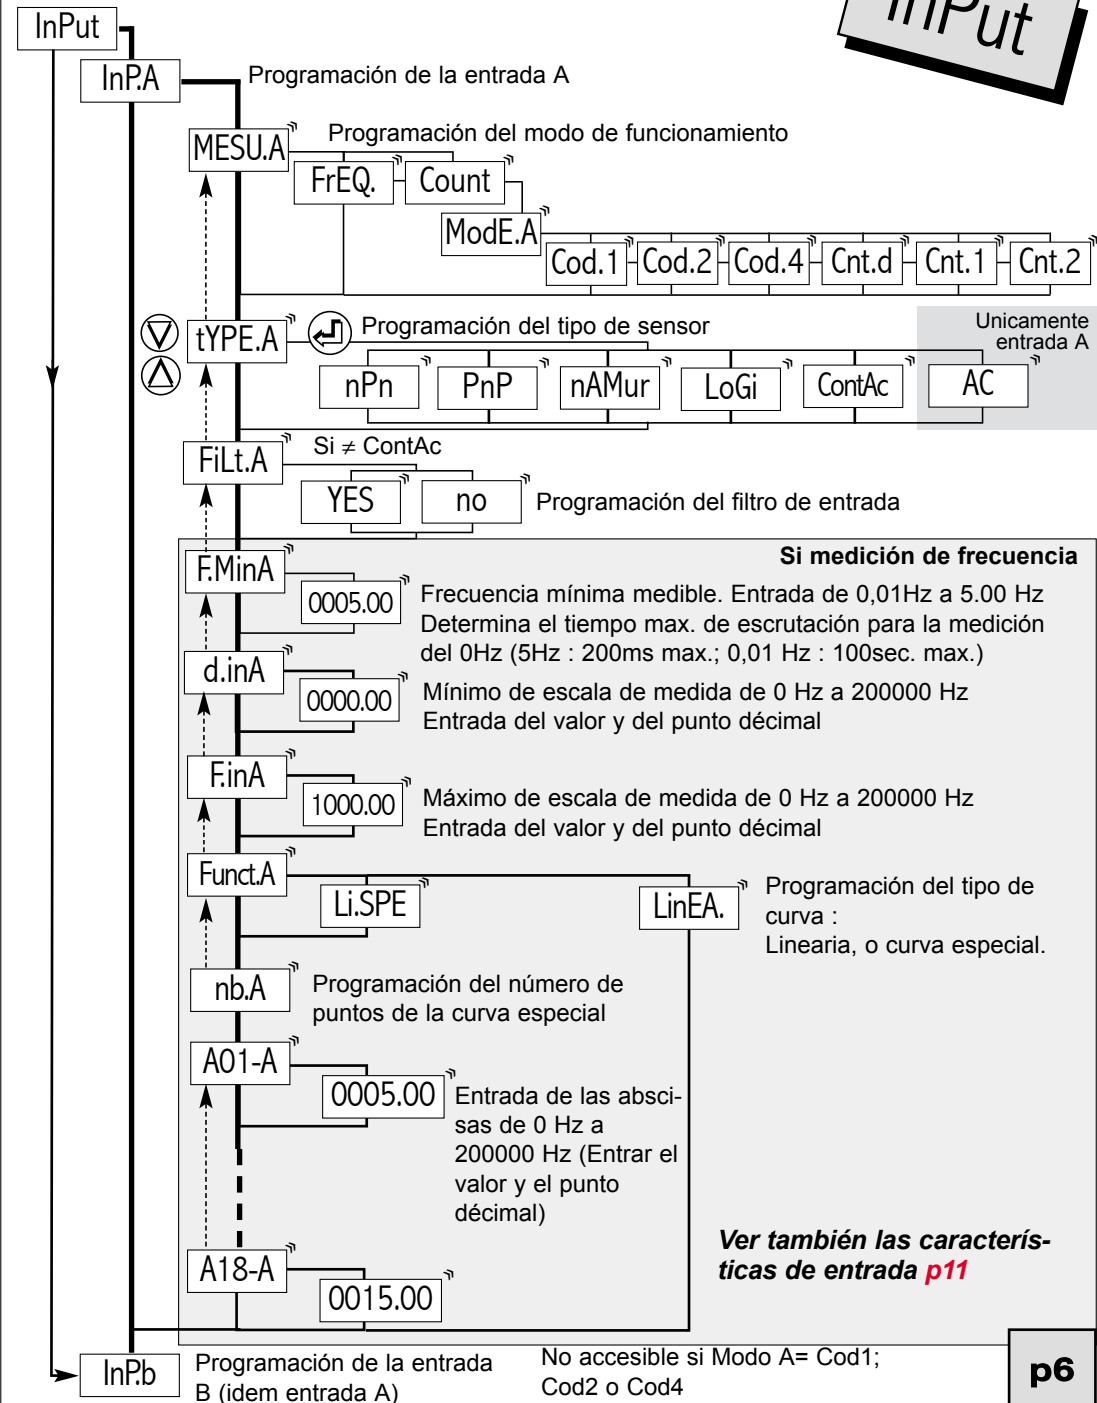 InPut
InPut
InP.A
Programación de la entrada A
MESU.A
Programación del modo de funcionamiento
FrEQ.
Count
ModE.A
Cod.1
Cod.2
Cod.4
Cnt.d
Cnt.1
Cnt.2
tYPE.A
Programación del tipo de sensor
Unicamente
entrada A
nPn
PnP
nAMur
LoGi
ContAc
AC
FiLt.A
Si ≠ ContAc
YES
no
Programación del filtro de entrada
Si medición de frecuencia
F.MinA
0005.00
Frecuencia mínima medible. Entrada de 0,01Hz a 5.00 Hz
Determina el tiempo max. de escrutación para la medición
del 0Hz (5Hz : 200ms max.; 0,01 Hz : 100sec. max.)
d.inA
0000.00
Mínimo de escala de medida de 0 Hz a 200000 Hz
Entrada del valor y del punto décimal
F.inA
1000.00
Máximo de escala de medida de 0 Hz a 200000 Hz
Entrada del valor y del punto décimal
Funct.A
Li.SPE
LinEA.
Programación del tipo de
curva :
Linearia, o curva especial.
nb.A
Programación del número de
puntos de la curva especial
A01-A
0005.00
Entrada de las absci-
sas de 0 Hz a
200000 Hz (Entrar el
valor y el punto
décimal)
A18-A
0015.00
Ver también las caracterís-
ticas de entrada p11
InP.b
Programación de la entrada
B (idem entrada A)
No accesible si Modo A= Cod1;
Cod2 o Cod4
p6